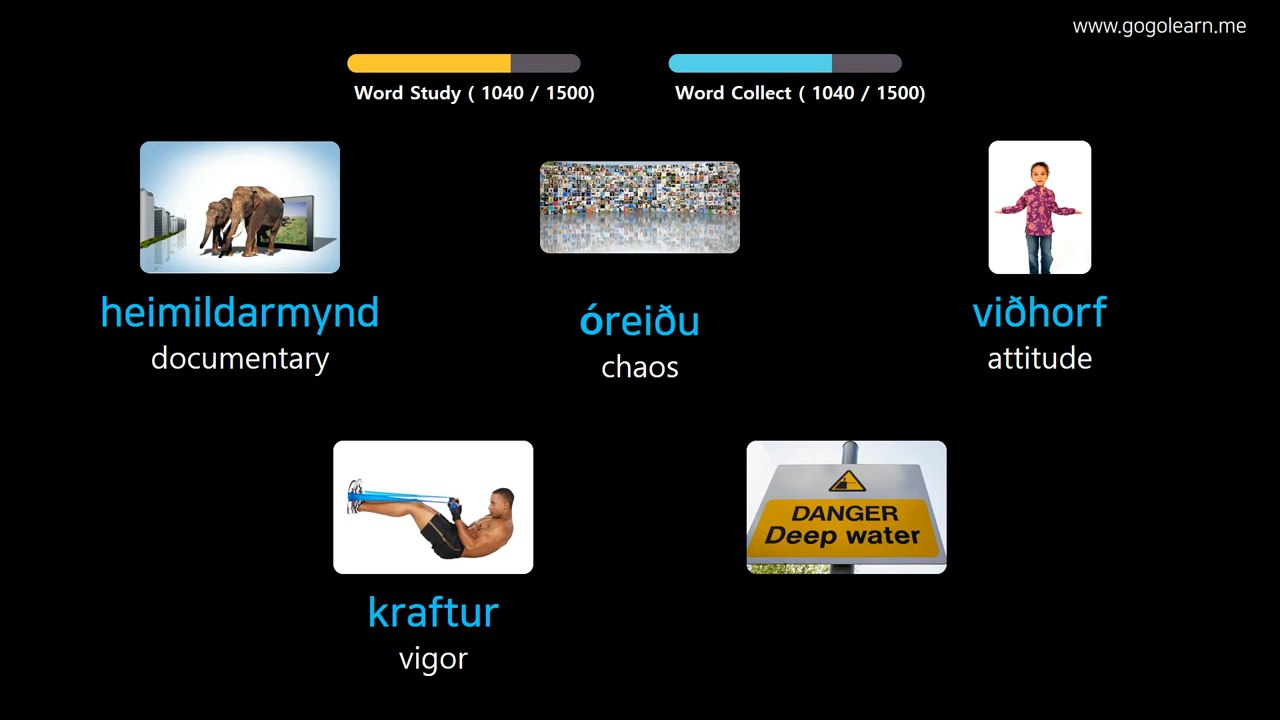 www.gogolearn.me
Word Study ( 1040 / 1500)
Word Collect ( 1040 / 1500)
heimildarmynd
documentary
óreiðu
chaos
viðhorf
attitude
kraftur
vigor
DANGER
Deep water